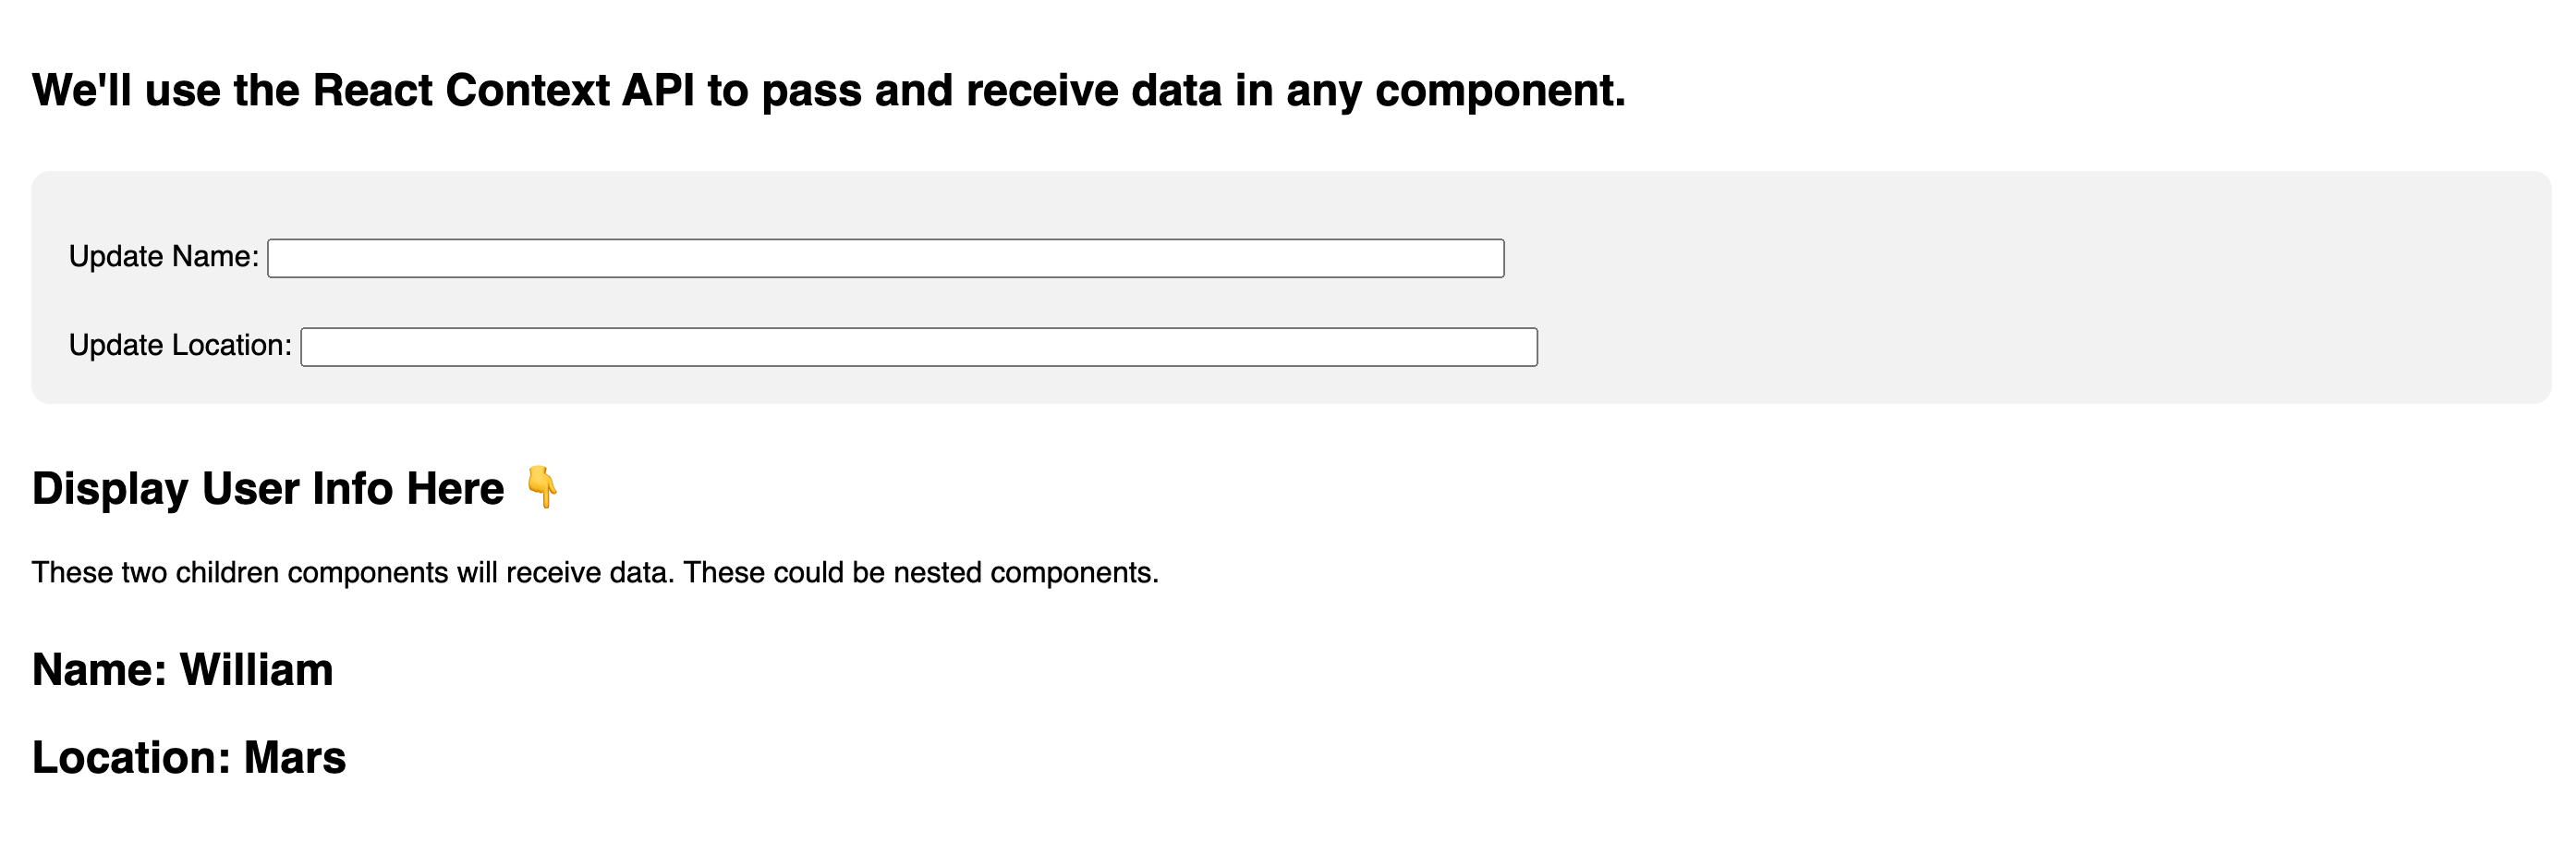 We'll use the React Context API to pass and receive data in any component.
Update Name:
Update Location:
Display User Info Here 👇
These two children components will receive data. These could be nested components.
Name: William
Location: Mars